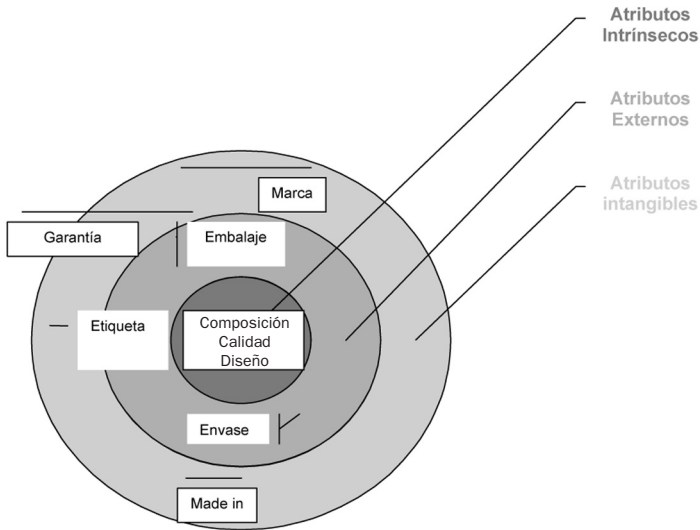 Atributos
Intrínsecos
Atributos
Externos
Atributos
intangibles
Marca
Garantía
Embalaje
Etiqueta
Composición
Calidad
Diseño
Envase
Made in